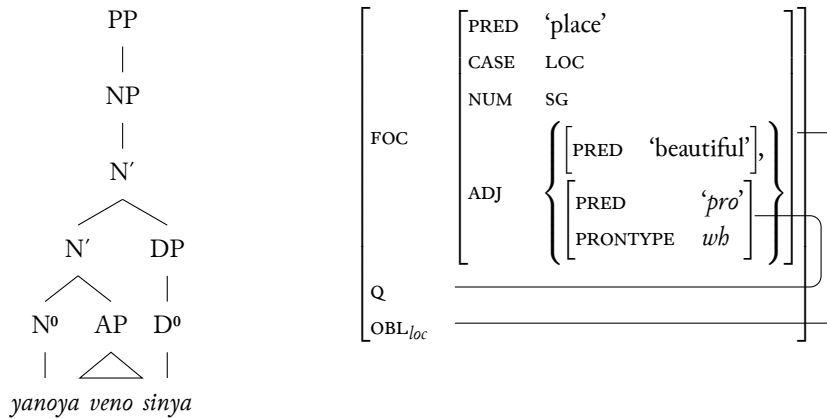 PP
NP
N′
N′ DP
N⁰ AP D⁰
yanoya veno sinya
FOC
PRED ‘place’
CASE LOC
NUM SG
ADJ
PRED ‘beautiful’ ,
PRED ‘pro’
PRONTYPE wh
Q
OBLloc